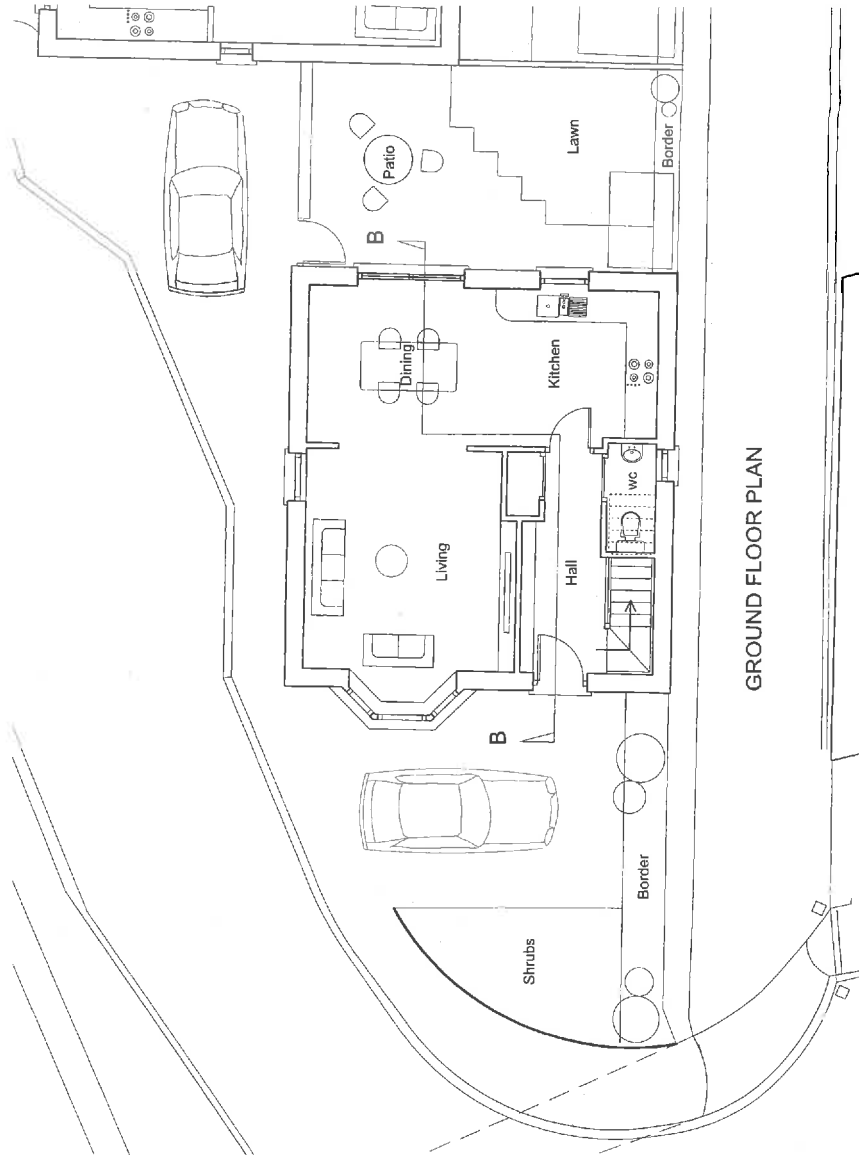 Patio
Lawn
Border
B
Dining
Kitchen
wc
Living
Hall
B
Border
Shrubs
GROUND FLOOR PLAN